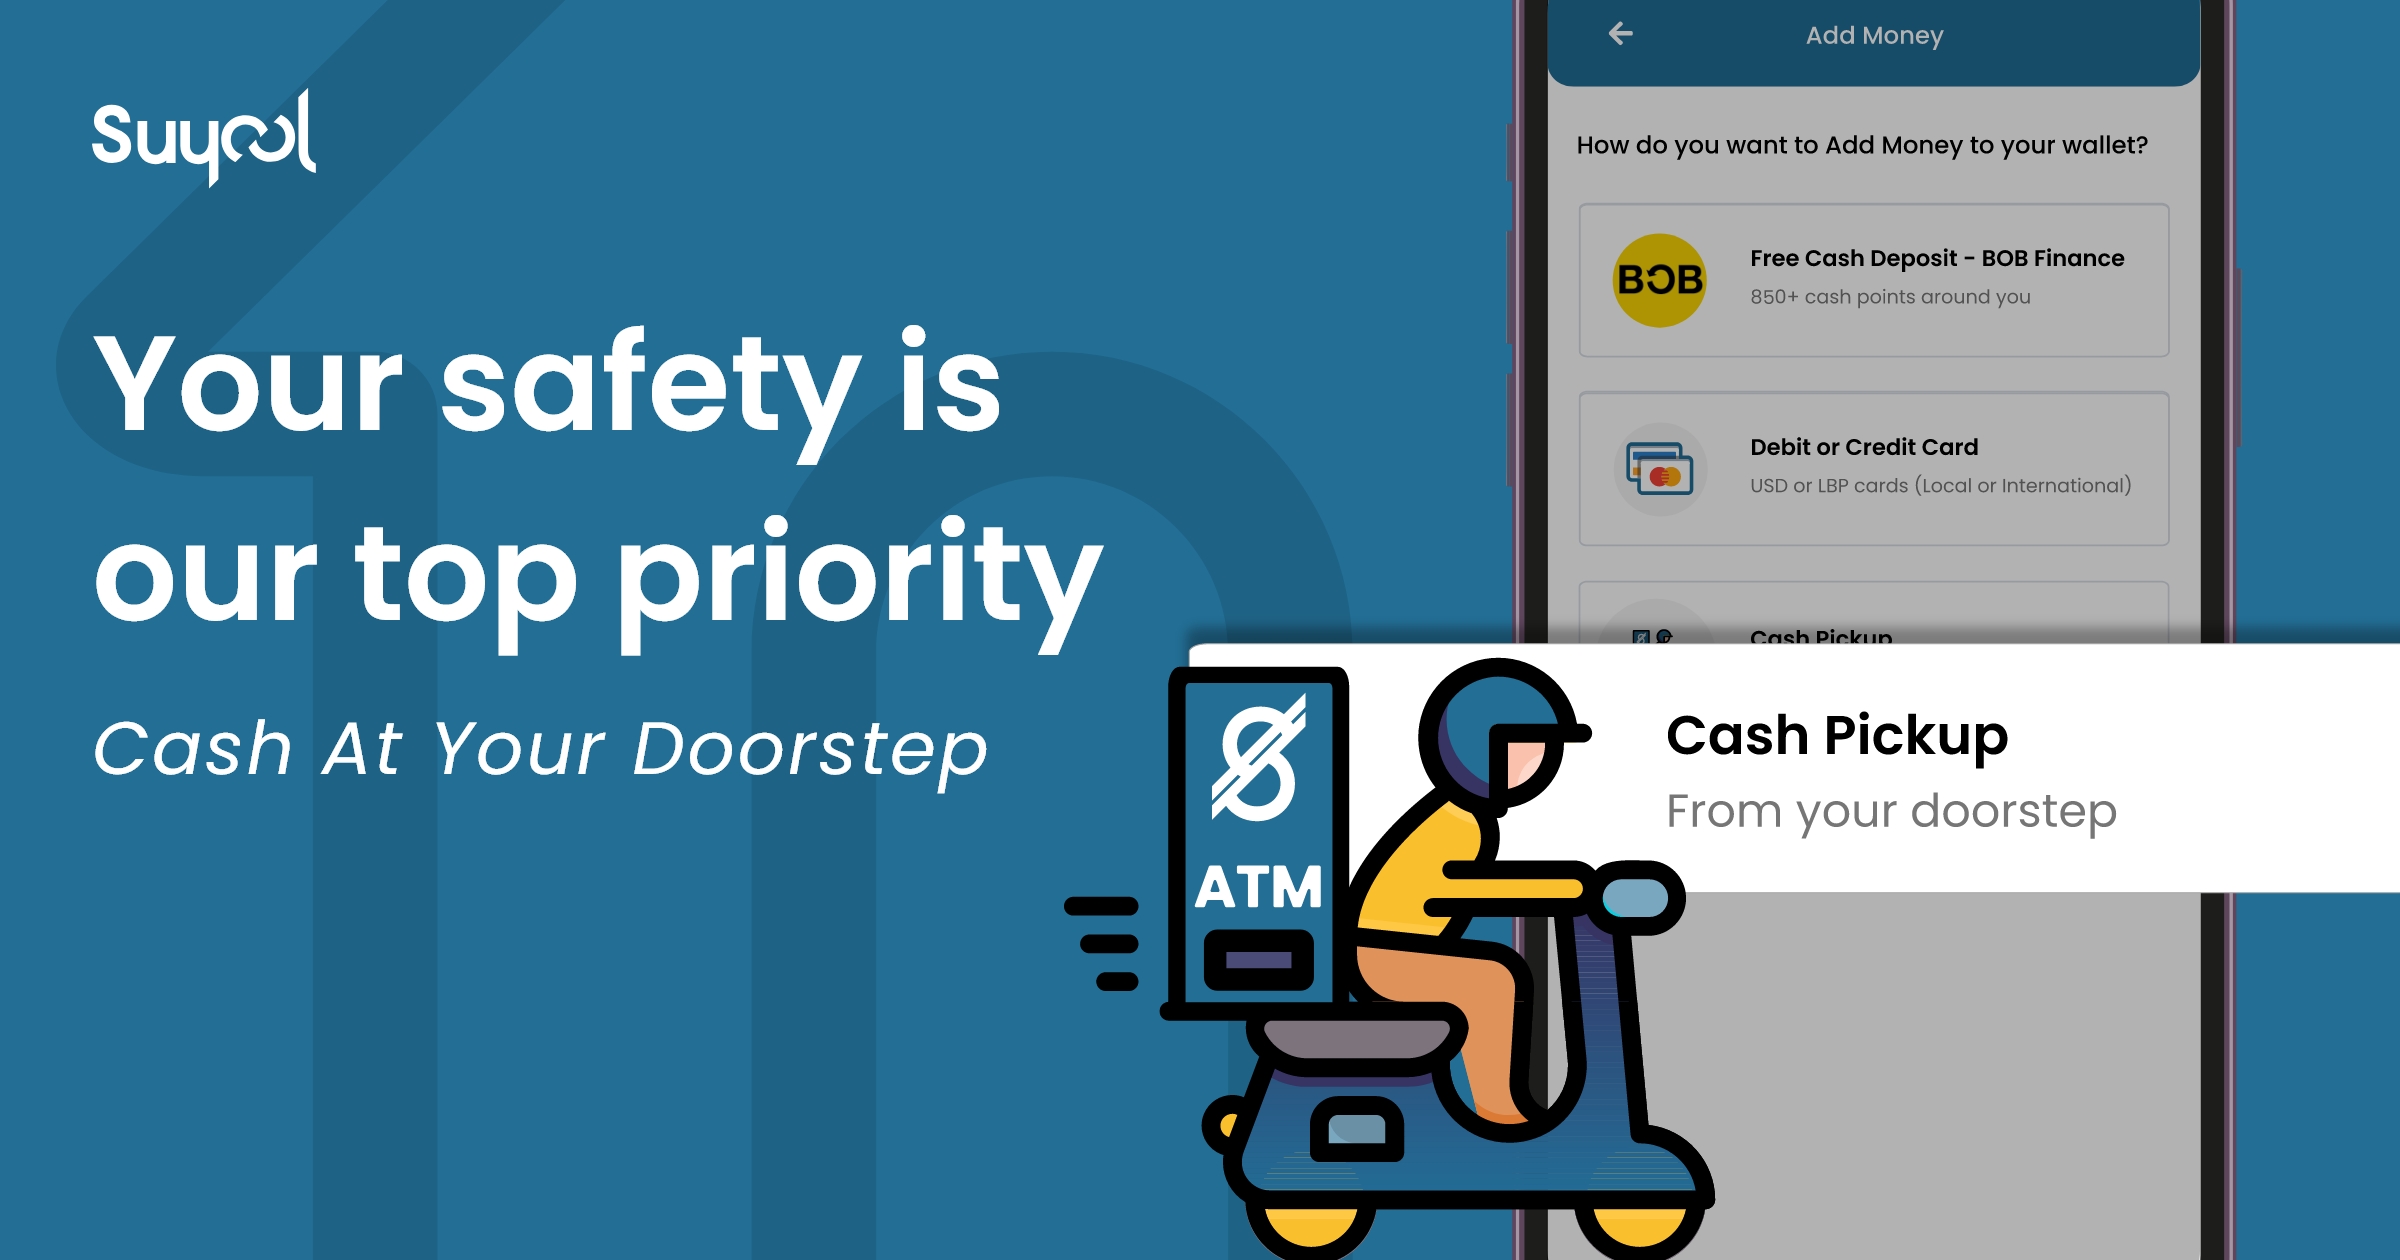 Suyool
Your safety is
our top priority
Cash At Your Doorstep
Add Money
How do you want to Add Money to your wallet?
BOB
Free Cash Deposit - BOB Finance
850+ cash points around you
Debit or Credit Card
USD or LBP cards (Local or International)
Cash Pickup
Cash Pickup
From your doorstep
ATM